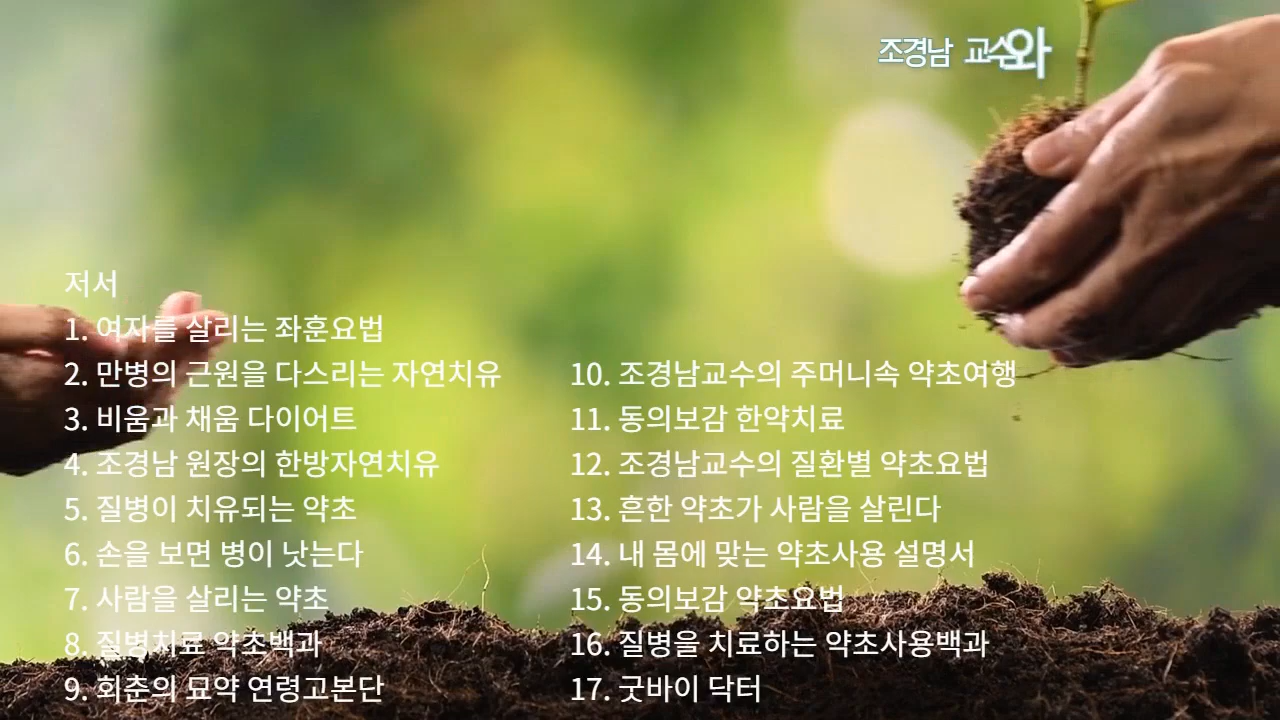 조경남 교수와
저서
1. 여자를 살리는 좌훈요법
2. 만병의 근원을 다스리는 자연치유
3. 비움과 채움 다이어트
4. 조경남 원장의 한방자연치유
5. 질병이 치유되는 약초
6. 손을 보면 병이 낫는다
7. 사람을 살리는 약초
8. 질병치료 약초백과
9. 회춘의 묘약 연령고본단
10. 조경남교수의 주머니속 약초여행
11. 동의보감 한약치료
12. 조경남교수의 질환별 약초요법
13. 흔한 약초가 사람을 살린다
14. 내 몸에 맞는 약초사용 설명서
15. 동의보감 약초요법
16. 질병을 치료하는 약초사용백과
17. 굿바이 닥터